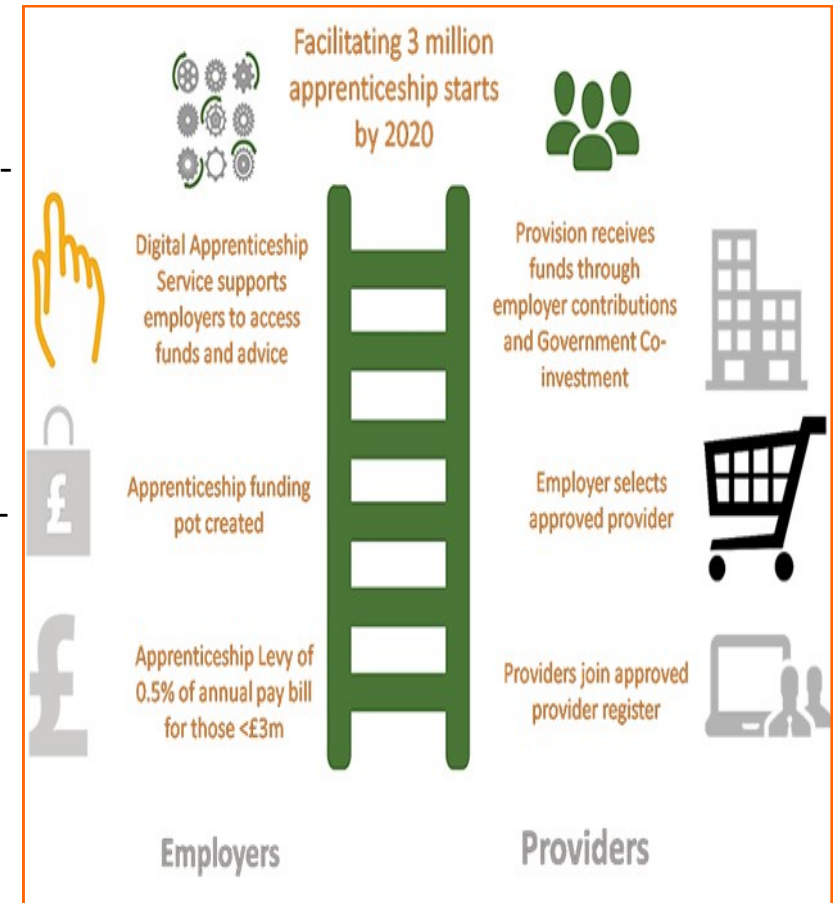 Facilitating 3 million
apprenticeship starts
by 2020
Digital Apprenticeship
Service supports
employers to access
funds and advice
Apprenticeship funding
pot created
£
Apprenticeship Levy of
0.5% of annual pay bill
for those <£3m
£
Employers
Provision receives
funds through
employer contributions
and Government Co-
investment
Employer selects
approved provider
Providers join approved
provider register
Providers